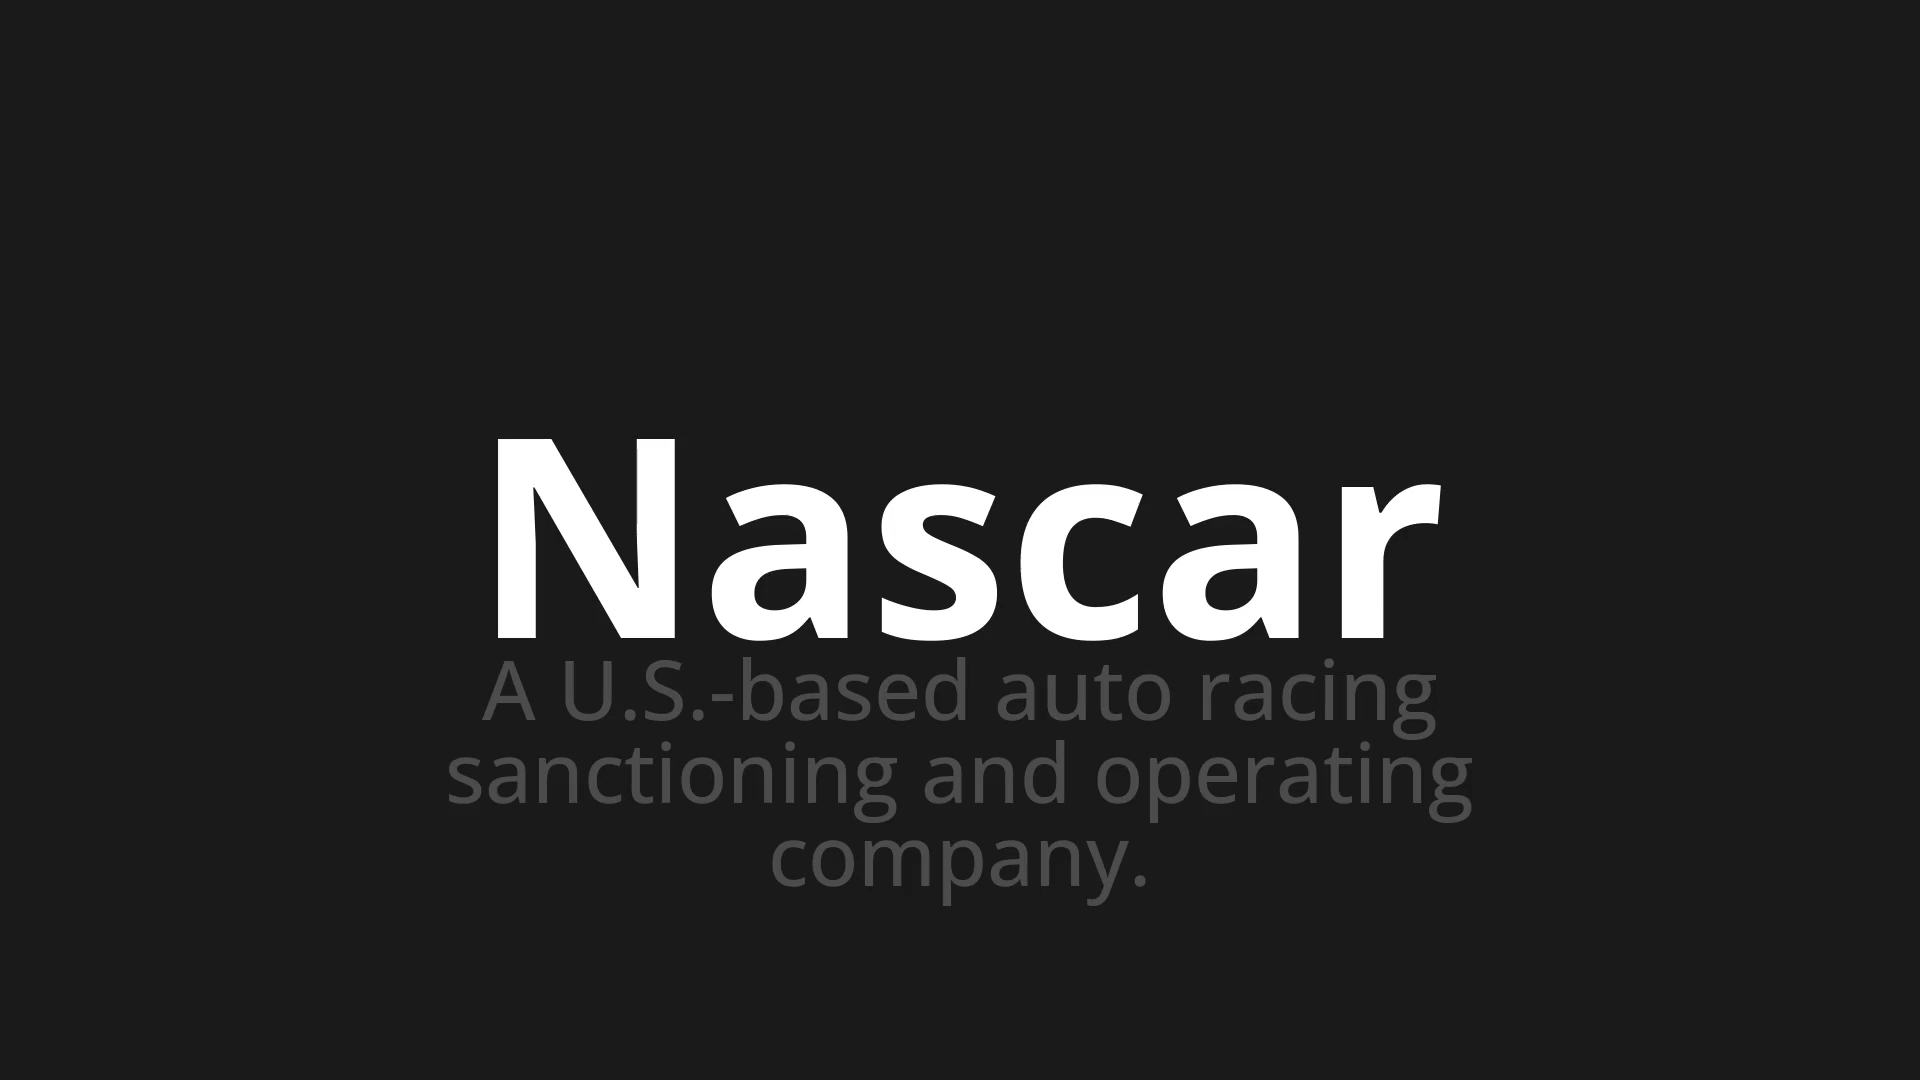 Nascar
A U.S.-based auto racing
sanctioning and operating
company.